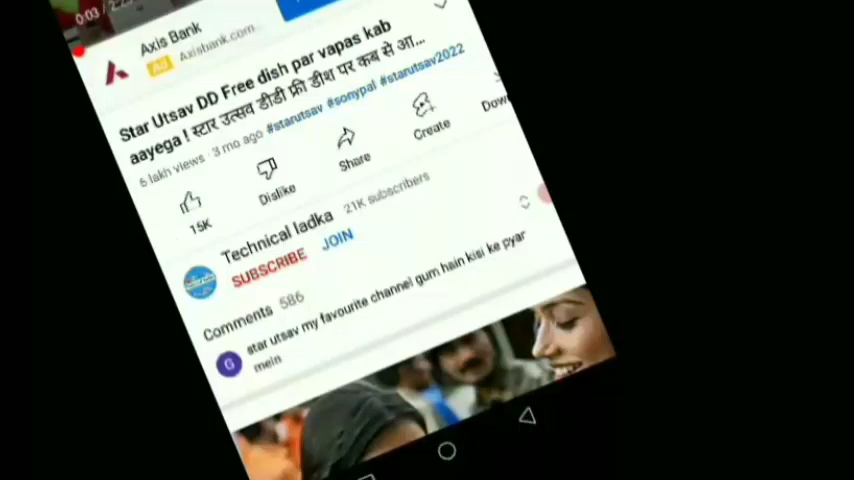 0:03 /
Axis Bank
Ad Axisbank.com...
Star Utsav DD Free dish par vapas kab
aayega ! स्टार उत्सव डीडी फ्री डीश पर कब से आ...
6 lakh views · 3 mo ago #starutsav #sonypal #starutsav2022
15K Dislike Share Create Dow
Technical ladka 21K subscribers
SUBSCRIBE JOIN
Comments 586
G star utsav my favourite channel gum hain kisi ke pyar
mein